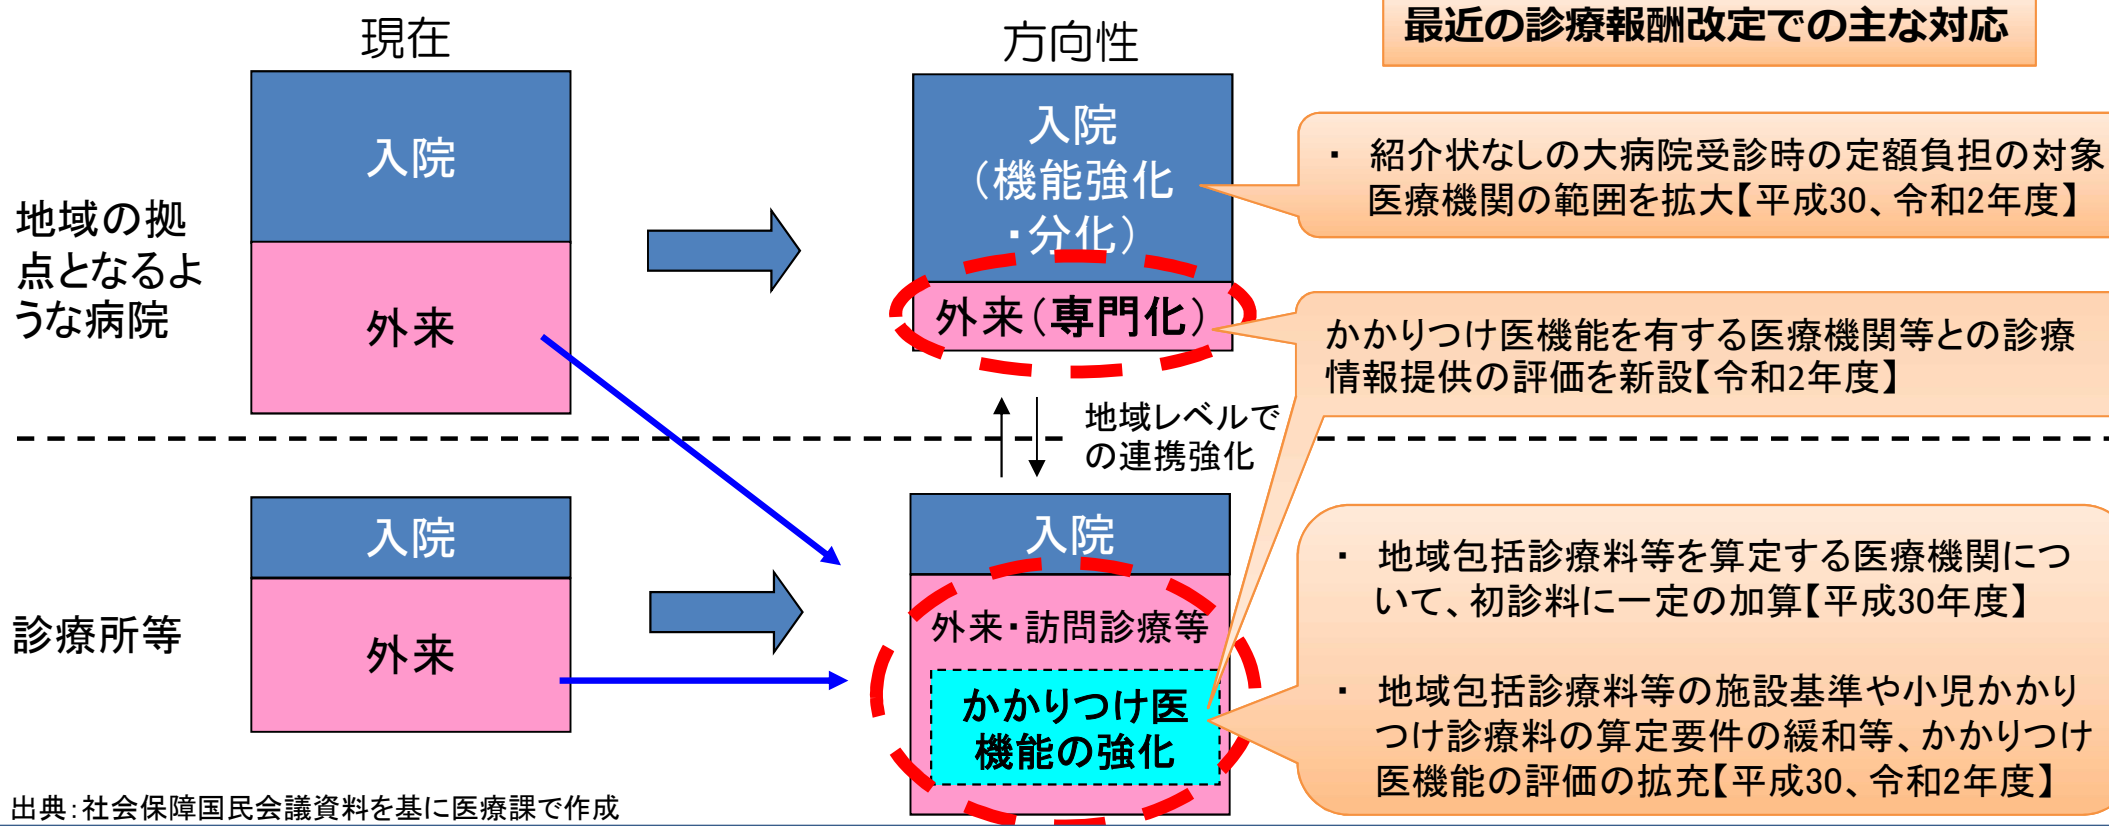 現在
方向性
最近の診療報酬改定での主な対応
地域の拠
点となるよ
うな病院
入院
外来
入院
（機能強化
・分化）
外来（専門化）
・ 紹介状なしの大病院受診時の定額負担の対象
医療機関の範囲を拡大【平成30、令和2年度】
かかりつけ医機能を有する医療機関等との診療
情報提供の評価を新設【令和2年度】
地域レベルで
の連携強化
診療所等
入院
外来
入院
外来・訪問診療等
かかりつけ医
機能の強化
・ 地域包括診療料等を算定する医療機関につ
いて、初診料に一定の加算【平成30年度】
・ 地域包括診療料等の施設基準や小児かかり
つけ診療料の算定要件の緩和等、かかりつけ
医機能の評価の拡充【平成30、令和2年度】
出典：社会保障国民会議資料を基に医療課で作成